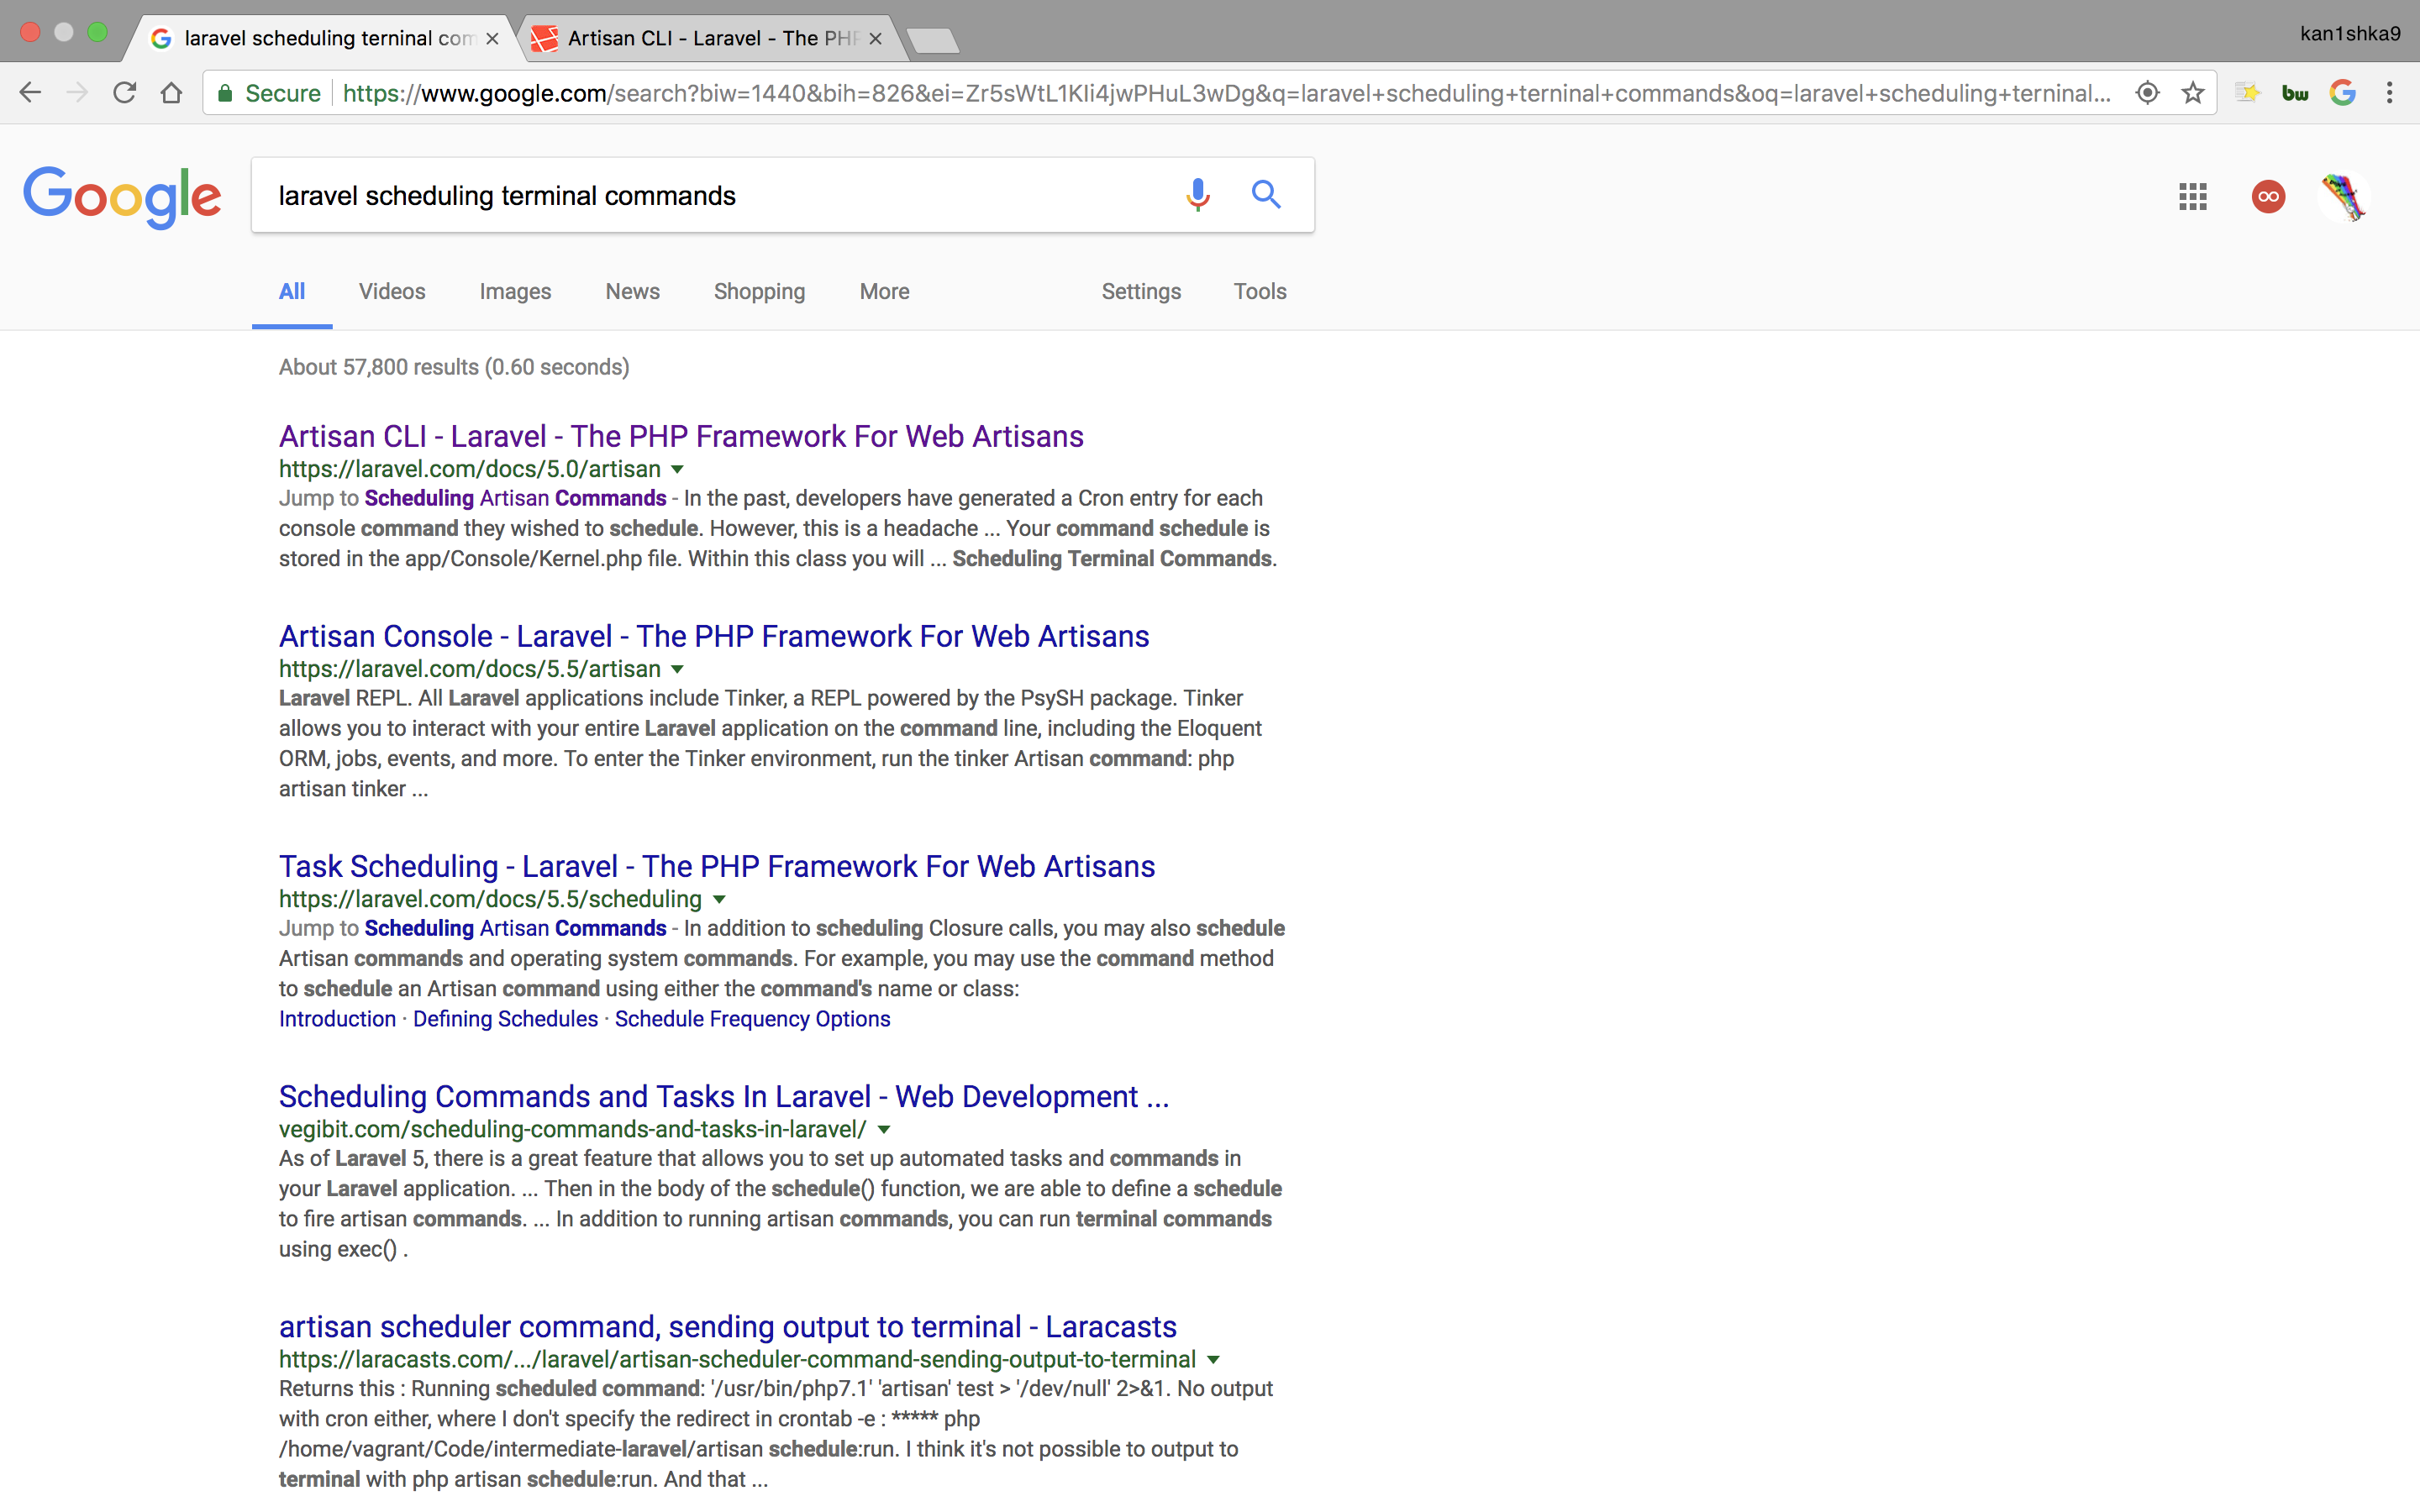 laravel scheduling terninal com
Artisan CLI - Laravel - The PHP
kan1shka9
Secure https://www.google.com/search?biw=1440&bih=826&ei=Zr5sWtL1KIi4jwPHuL3wDg&q=laravel+scheduling+terninal+commands&oq=laravel+scheduling+terninal...
bw
Google
laravel scheduling terminal commands
All Videos Images News Shopping More Settings Tools
About 57,800 results (0.60 seconds)
Artisan CLI - Laravel - The PHP Framework For Web Artisans
https://laravel.com/docs/5.0/artisan
Jump to Scheduling Artisan Commands - In the past, developers have generated a Cron entry for each
console command they wished to schedule. However, this is a headache ... Your command schedule is
stored in the app/Console/Kernel.php file. Within this class you will ... Scheduling Terminal Commands.
Artisan Console - Laravel - The PHP Framework For Web Artisans
https://laravel.com/docs/5.5/artisan
Laravel REPL. All Laravel applications include Tinker, a REPL powered by the PsySH package. Tinker
allows you to interact with your entire Laravel application on the command line, including the Eloquent
ORM, jobs, events, and more. To enter the Tinker environment, run the tinker Artisan command: php
artisan tinker ...
Task Scheduling - Laravel - The PHP Framework For Web Artisans
https://laravel.com/docs/5.5/scheduling
Jump to Scheduling Artisan Commands - In addition to scheduling Closure calls, you may also schedule
Artisan commands and operating system commands. For example, you may use the command method
to schedule an Artisan command using either the command's name or class:
Introduction · Defining Schedules · Schedule Frequency Options
Scheduling Commands and Tasks In Laravel - Web Development ...
vegibit.com/scheduling-commands-and-tasks-in-laravel/
As of Laravel 5, there is a great feature that allows you to set up automated tasks and commands in
your Laravel application. ... Then in the body of the schedule() function, we are able to define a schedule
to fire artisan commands. ... In addition to running artisan commands, you can run terminal commands
using exec() .
artisan scheduler command, sending output to terminal - Laracasts
https://laracasts.com/.../laravel/artisan-scheduler-command-sending-output-to-terminal
Returns this : Running scheduled command: '/usr/bin/php7.1' 'artisan' test > '/dev/null' 2>&1. No output
with cron either, where I don't specify the redirect in crontab -e : ***** php
/home/vagrant/Code/intermediate-laravel/artisan schedule:run. I think it's not possible to output to
terminal with php artisan schedule:run. And that ...